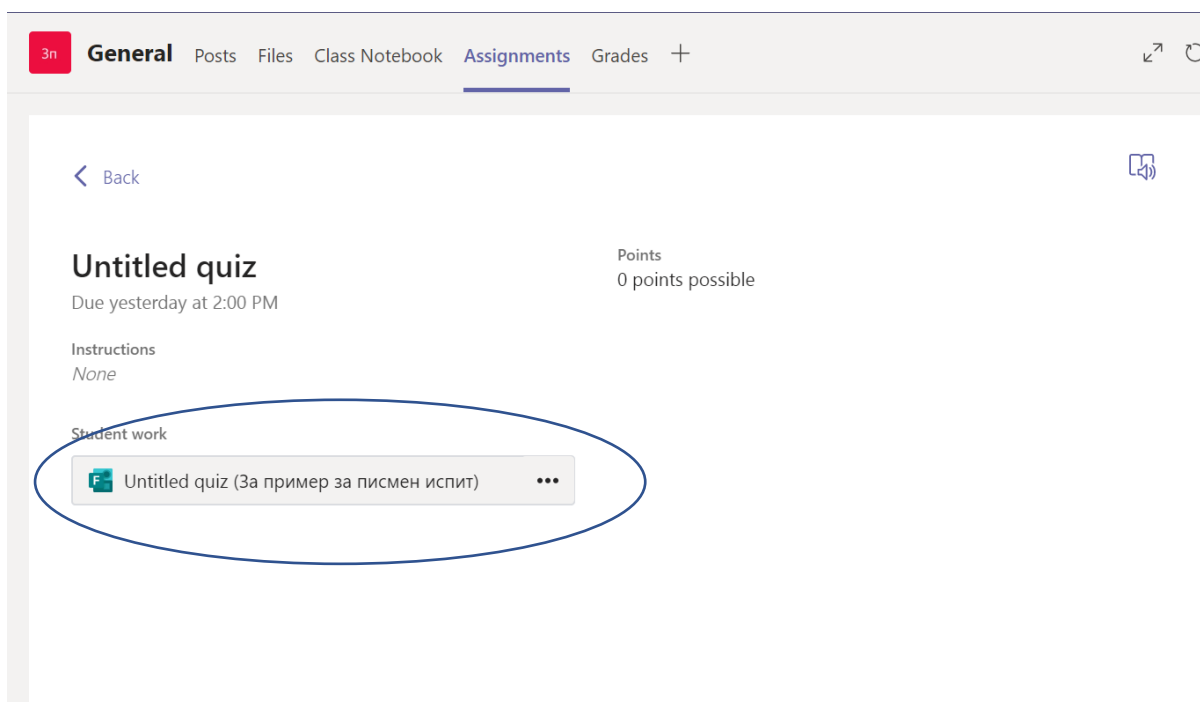 Зп General Posts Files Class Notebook Assignments Grades
Back
Untitled quiz
Due yesterday at 2:00 PM
Points
0 points possible
Instructions
None
Student work
Untitled quiz (За пример за писмен испит)